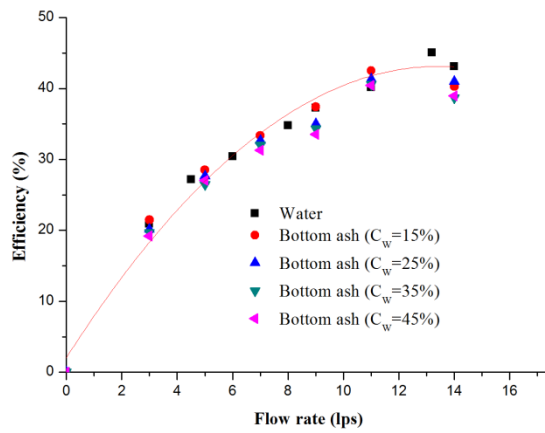 50
40
30
20
10
0
Efficiency (%)
Water
Bottom ash (C_W=15%)
Bottom ash (C_W=25%)
Bottom ash (C_W=35%)
Bottom ash (C_W=45%)
0 2 4 6 8 10 12 14 16
Flow rate (lps)